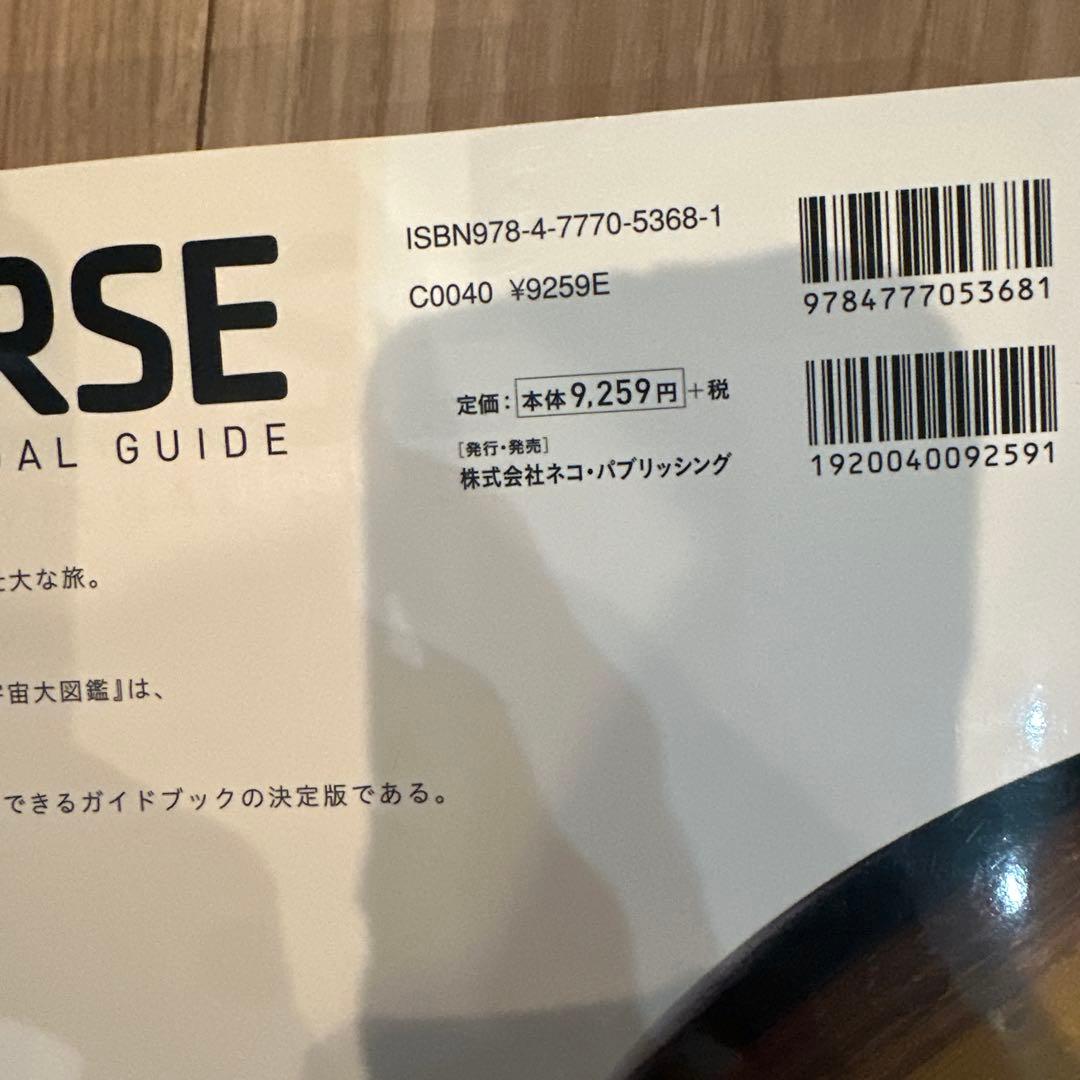 RSE
AL GUIDE
ISBN978-4-7770-5368-1
C0040 ¥9259E
9784777053681
定価：本体9,259円＋税
1920040092591
［発行・発売］
株式会社ネコ・パブリッシング
大な旅。
宙大図鑑』は、
できるガイドブックの決定版である。